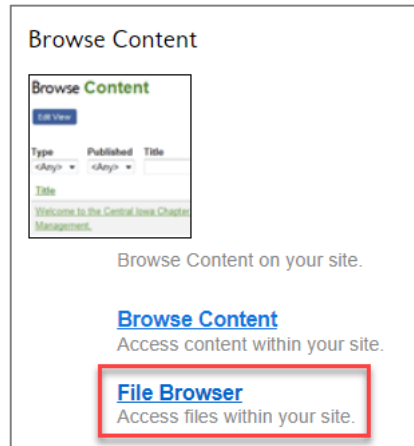 Browse Content
Browse Content
Edit View
Type Published Title
<Any> <Any>
Title
Welcome to the Central Iowa Chapter
Management.
Browse Content on your site.
Browse Content
Access content within your site.
File Browser
Access files within your site.